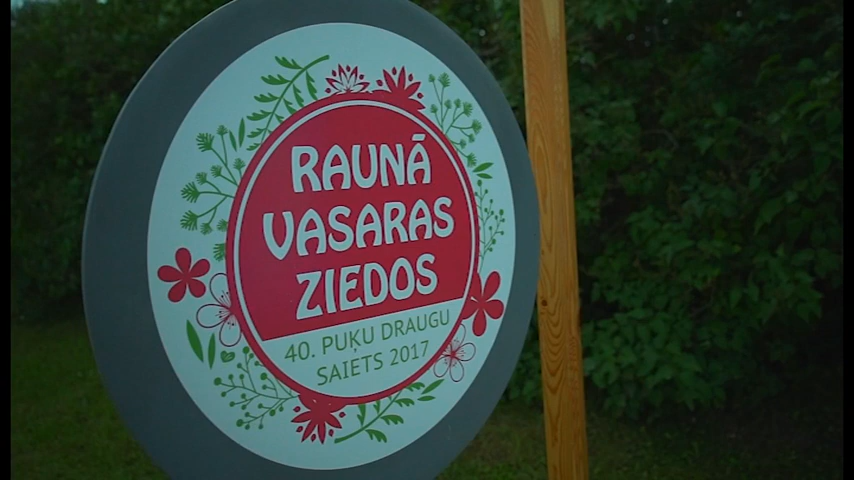 RAUNĀ
VASARAS
ZIEDOS
40. PUĶU DRAUGU
SAIETS 2017